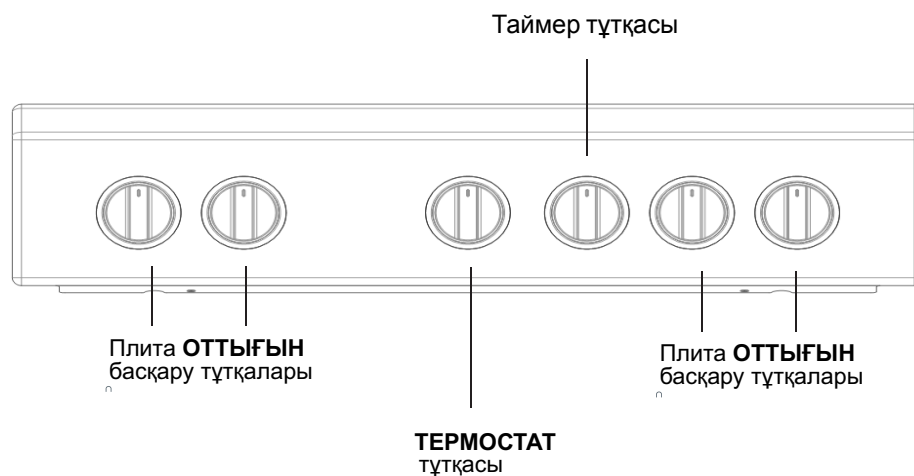 Таймер тұтқасы
Плита ОТТЫҒЫН
басқару тұтқалары
Плита ОТТЫҒЫН
басқару тұтқалары
ТЕРМОСТАТ
тұтқасы